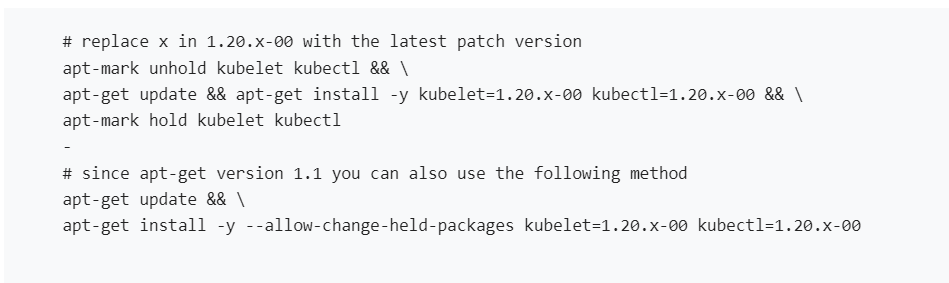 # replace x in 1.20.x-00 with the latest patch version
apt-mark unhold kubelet kubectl && \
apt-get update && apt-get install -y kubelet=1.20.x-00 kubectl=1.20.x-00 && \
apt-mark hold kubelet kubectl
-
# since apt-get version 1.1 you can also use the following method
apt-get update && \
apt-get install -y --allow-change-held-packages kubelet=1.20.x-00 kubectl=1.20.x-00